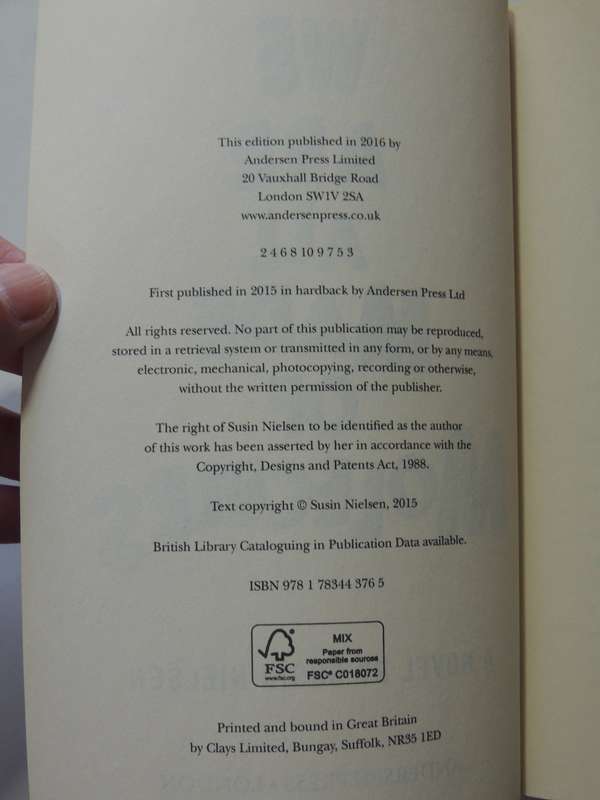 This edition published in 2016 by
Andersen Press Limited
20 Vauxhall Bridge Road
London SW1V 2SA
www.andersenpress.co.uk
2 4 6 8 10 9 7 5 3
First published in 2015 in hardback by Andersen Press Ltd
All rights reserved. No part of this publication may be reproduced,
stored in a retrieval system or transmitted in any form, or by any means,
electronic, mechanical, photocopying, recording or otherwise,
without the written permission of the publisher.
The right of Susin Nielsen to be identified as the author
of this work has been asserted by her in accordance with the
Copyright, Designs and Patents Act, 1988.
Text copyright © Susin Nielsen, 2015
British Library Cataloguing in Publication Data available.
ISBN 978 1 78344 376 5
FSC
www.fsc.org
MIX
Paper from
responsible sources
FSC® C018072
Printed and bound in Great Britain
by Clays Limited, Bungay, Suffolk, NR35 1ED